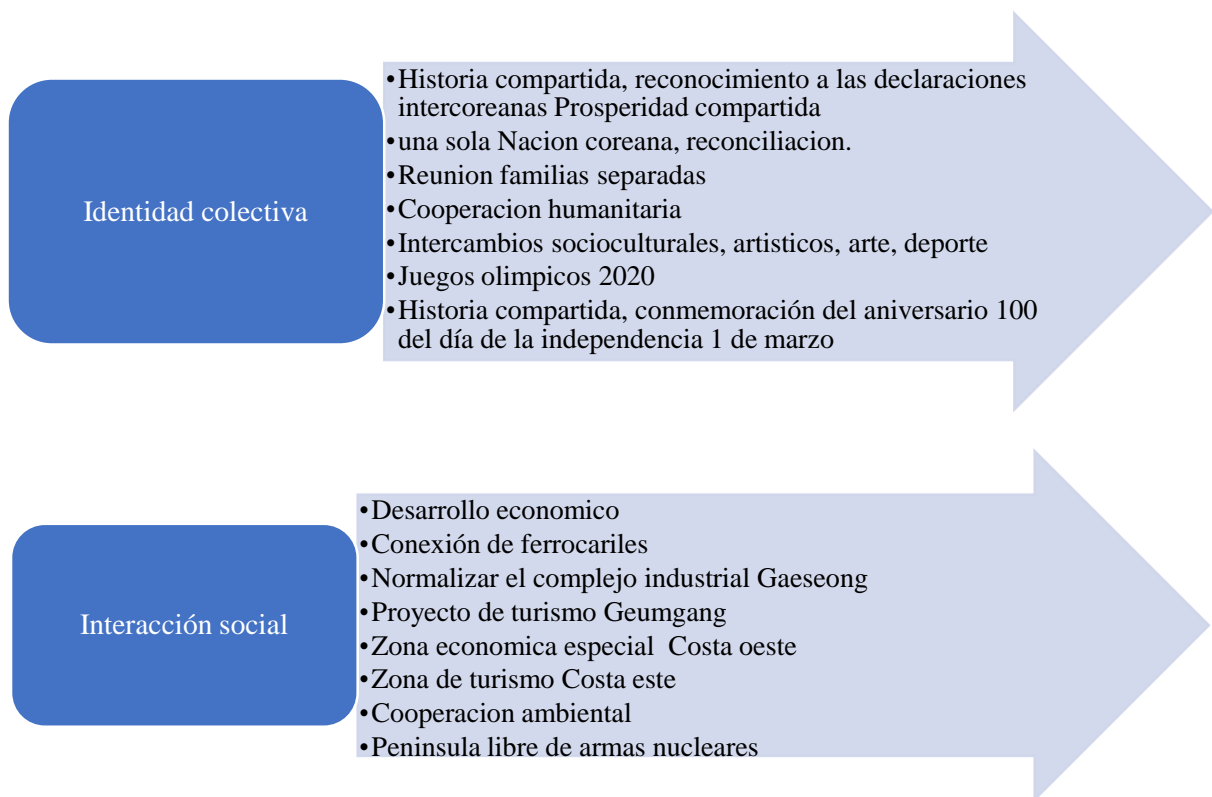 Identidad colectiva
•Historia compartida, reconocimiento a las declaraciones
intercoreanas Prosperidad compartida
•una sola Nacion coreana, reconciliacion.
•Reunion familias separadas
•Cooperacion humanitaria
•Intercambios socioculturales, artisticos, arte, deporte
•Juegos olimpicos 2020
•Historia compartida, conmemoración del aniversario 100
del día de la independencia 1 de marzo
Interacción social
•Desarrollo economico
•Conexión de ferrocariles
•Normalizar el complejo industrial Gaeseong
•Proyecto de turismo Geumgang
•Zona economica especial  Costa oeste
•Zona de turismo Costa este
•Cooperacion ambiental
•Peninsula libre de armas nucleares